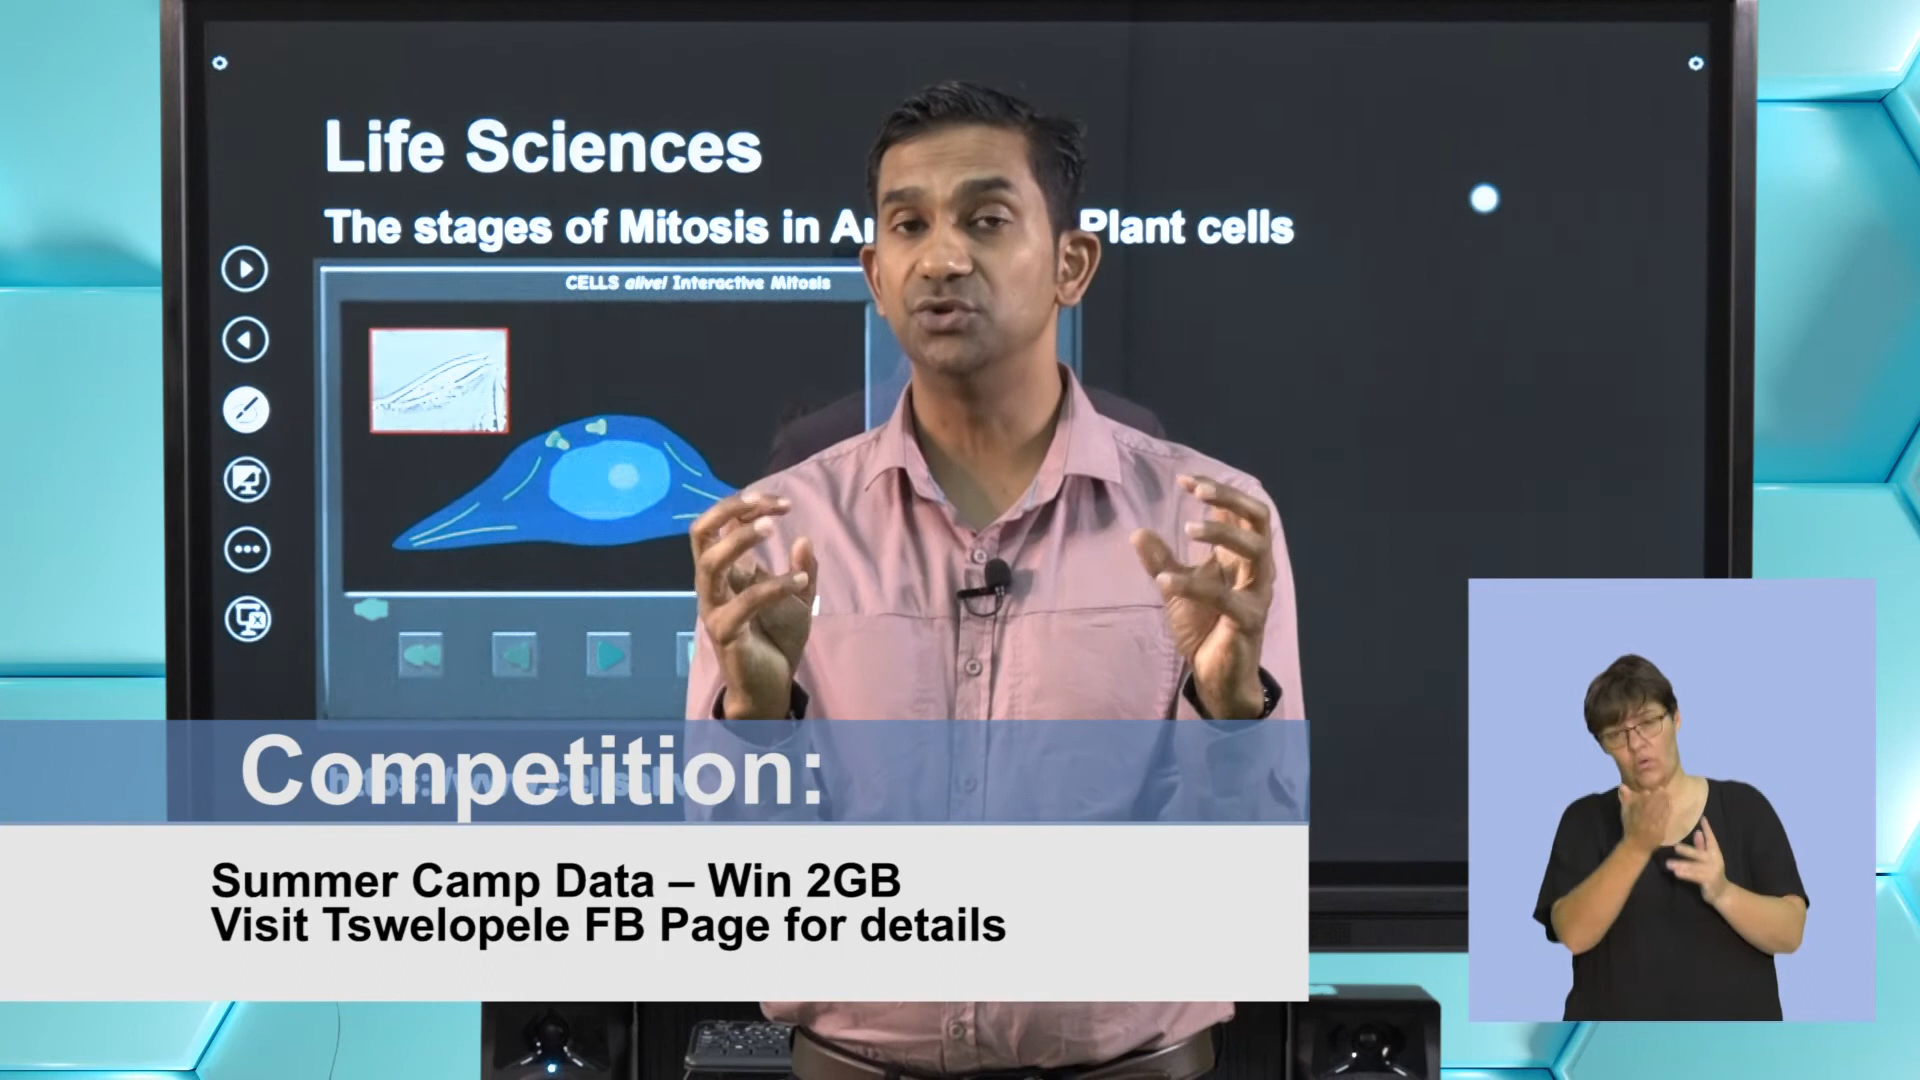 Life Sciences
The stages of Mitosis in Plant cells
CELLS alive! Interactive Mitosis
Competition:
Summer Camp Data – Win 2GB
Visit Tswelopele FB Page for details